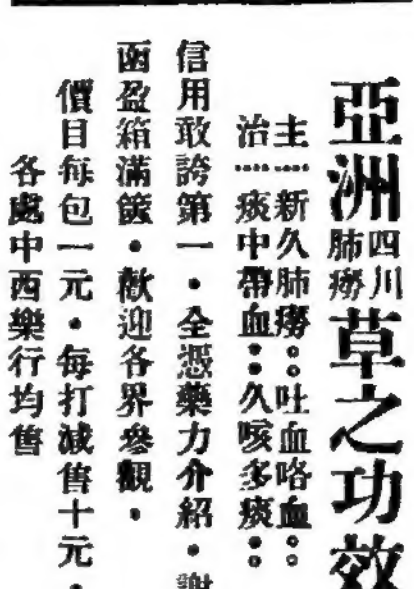 亞洲四川肺癆草之功效
主治⋯⋯新久肺癆。。吐血咯血。。
痰中帶血。。久咳多痰。。
信用敢誇第一•全憑藥力介紹•謝
函盈箱滿篋•歡迎各界參觀•
價目每包一元•每打減售十元•
各處中西藥行均售